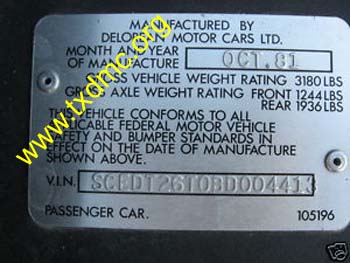 MANUFACTURED BY
DELOREAN MOTOR CARS LTD.
MONTH AND YEAR
OF MANUFACTURE OCT.81
GROSS VEHICLE WEIGHT RATING 3180 LBS
GROSS AXLE WEIGHT RATING FRONT 1244 LBS
REAR 1936 LBS
THIS VEHICLE CONFORMS TO ALL
APPLICABLE FEDERAL MOTOR VEHICLE
SAFETY AND BUMPER STANDARDS IN
EFFECT ON THE DATE OF MANUFACTURE
SHOWN ABOVE.
V.I.N. SCEDT26T0BD004413
PASSENGER CAR. 105196
www.txdmc.org